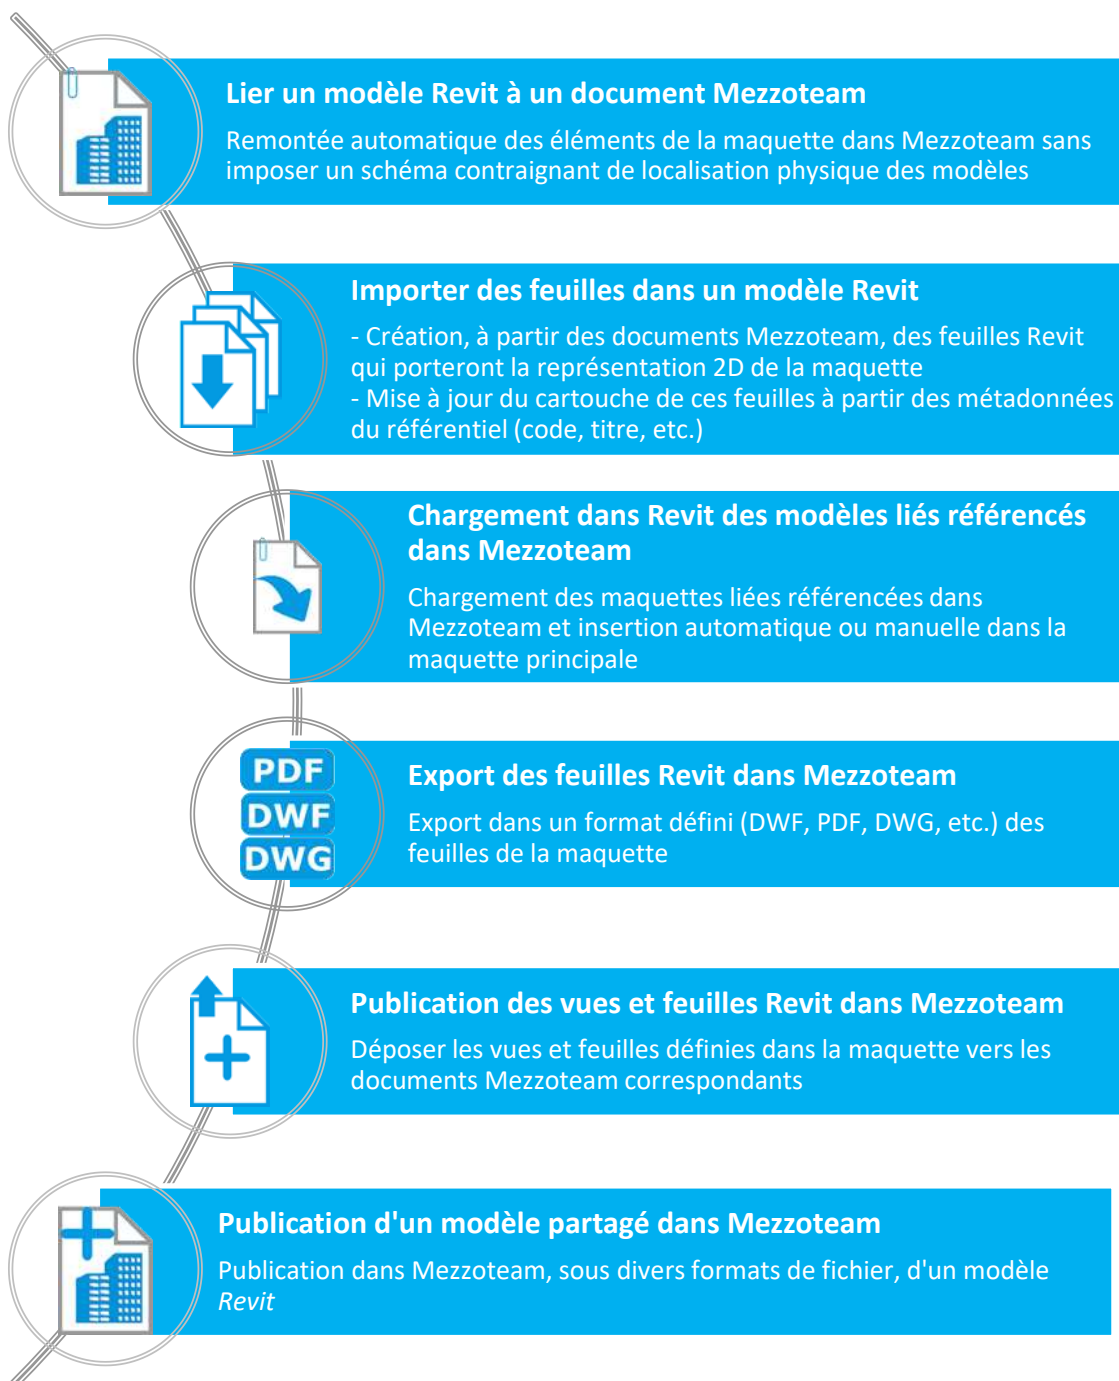 Lier un modèle Revit à un document Mezzoteam
Remontée automatique des éléments de la maquette dans Mezzoteam sans
imposer un schéma contraignant de localisation physique des modèles
Importer des feuilles dans un modèle Revit
- Création, à partir des documents Mezzoteam, des feuilles Revit
qui porteront la représentation 2D de la maquette
- Mise à jour du cartouche de ces feuilles à partir des métadonnées
du référentiel (code, titre, etc.)
Chargement dans Revit des modèles liés référencés
dans Mezzoteam
Chargement des maquettes liées référencées dans
Mezzoteam et insertion automatique ou manuelle dans la
maquette principale
PDF
DWF
DWG
Export des feuilles Revit dans Mezzoteam
Export dans un format défini (DWF, PDF, DWG, etc.) des
feuilles de la maquette
Publication des vues et feuilles Revit dans Mezzoteam
Déposer les vues et feuilles définies dans la maquette vers les
documents Mezzoteam correspondants
Publication d'un modèle partagé dans Mezzoteam
Publication dans Mezzoteam, sous divers formats de fichier, d'un modèle
Revit